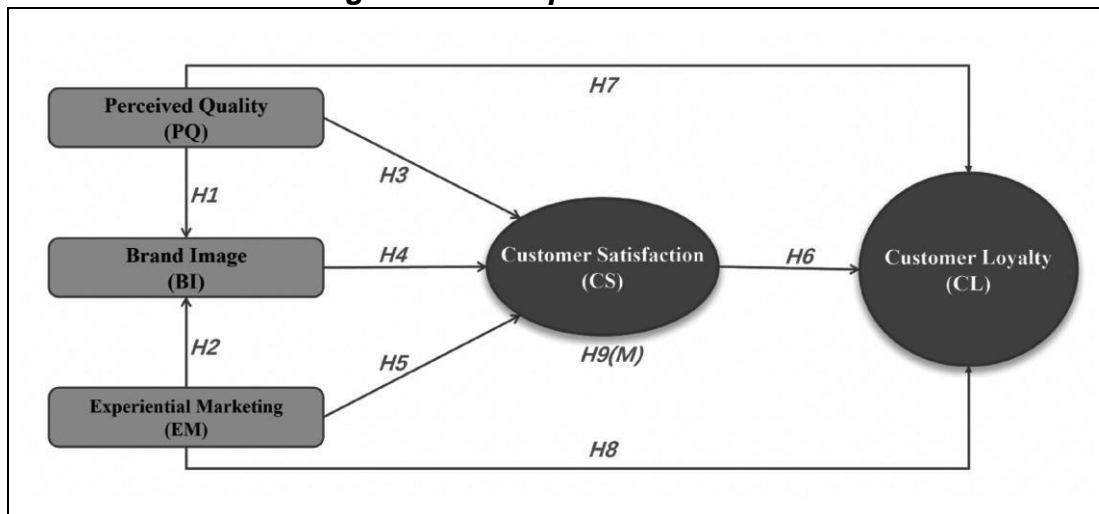 H7
Perceived Quality
(PQ)
H3
H1
Brand Image
(BI)
H4
Customer Satisfaction
(CS)
H6
Customer Loyalty
(CL)
H2
H5
H9(M)
Experiential Marketing
(EM)
H8